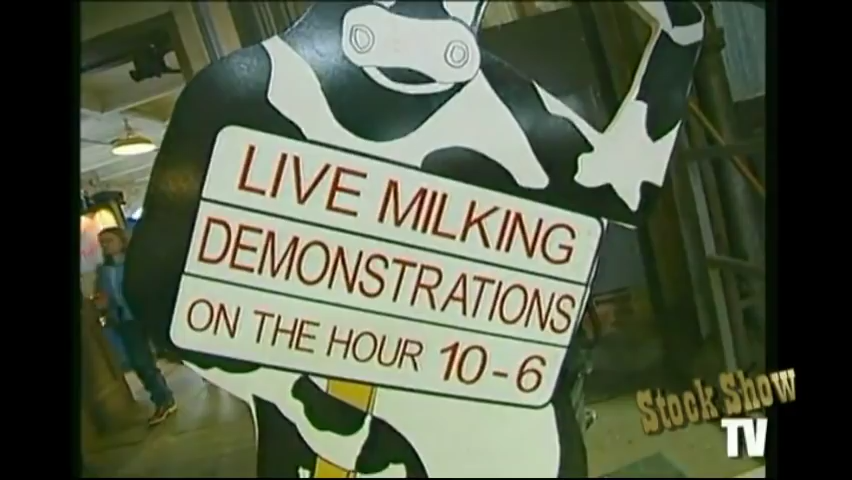 LIVE MILKING
DEMONSTRATIONS
ON THE HOUR 10-6
Stock Show
TV